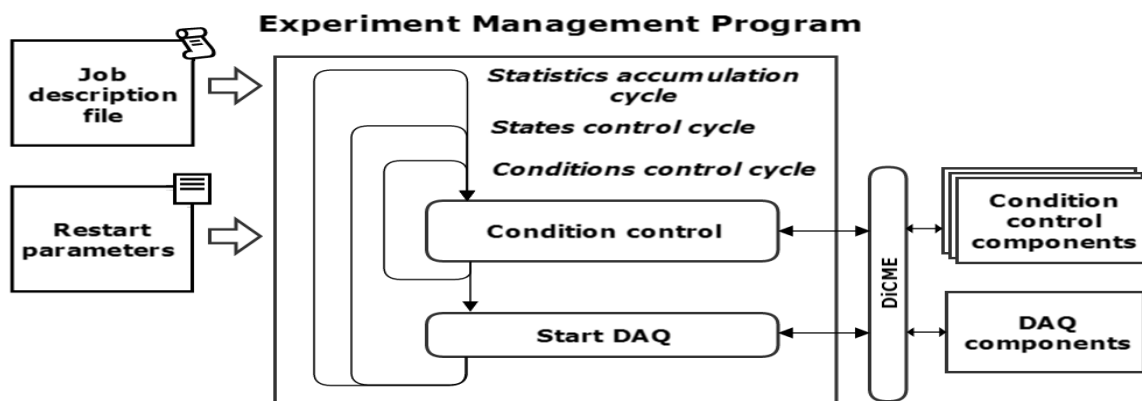 Experiment Management Program
Job
description
file
Restart
parameters
Statistics accumulation
cycle
States control cycle
Conditions control cycle
Condition control
Start DAQ
DiCME
Condition
control
components
DAQ
components